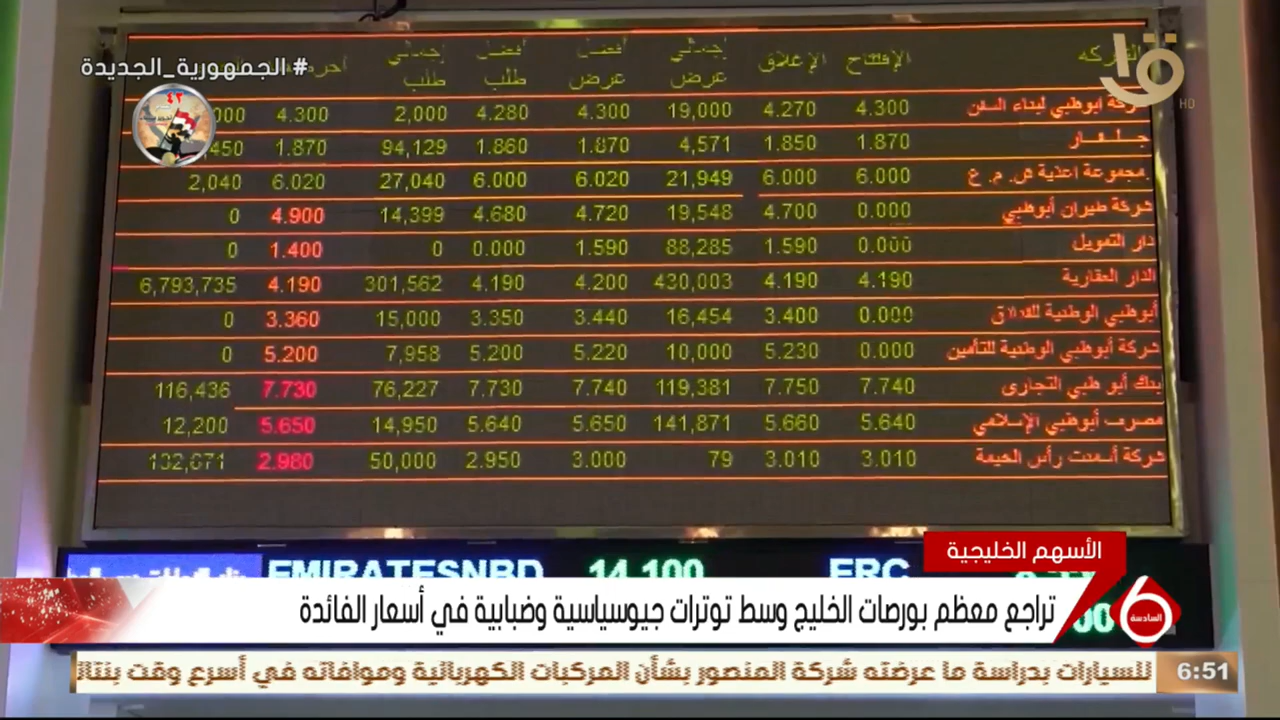 #الجمهورية_الجديدة
HD
الإفتتاح الإغلاق إجمالي عرض أفضل عرض أفضل طلب إجمالي طلب
شركة أبوظبي لبناء السفن 4.300 4.270 19,000 4.300 4.280 2,000 4.300
جلفار 1.870 1.850 4,571 1.870 1.860 94,129 1.870
مجموعة اغذية ش. م. ع 6.000 6.000 21,949 6.020 6.000 27,040 6.020 2,040
شركة طيران أبوظبي 0.000 4.700 19,548 4.720 4.680 14,399 4.900 0
دار التمويل 0.000 1.590 88,285 1.590 0.000 0 1.400 0
الدار العقارية 4.190 4.190 430,003 4.200 4.190 301,562 4.190 6,793,735
أبوظبي الوطنية للفنادق 0.000 3.400 16,454 3.440 3.350 15,000 3.360 0
شركة أبوظبي الوطنية للتأمين 0.000 5.230 10,000 5.220 5.200 7,958 5.200 0
بنك أبو ظبي التجارى 7.740 7.750 119,381 7.740 7.730 76,227 7.730 116,436
مصرف أبوظبي الإسلامي 5.640 5.660 141,871 5.650 5.640 14,950 5.650 12,200
شركة أسمنت رأس الخيمة 3.010 3.010 79 3.000 2.950 50,000 2.980 132,671
EMIRATESNBD 14.100 ERC
الأسهم الخليجية
تراجع معظم بورصات الخليج وسط توترات جيوسياسية وضبابية في أسعار الفائدة
السادسة
6:51 للسيارات بدراسة ما عرضته شركة المنصور بشأن المركبات الكهربائية وموافاته في أسرع وقت بنتائ